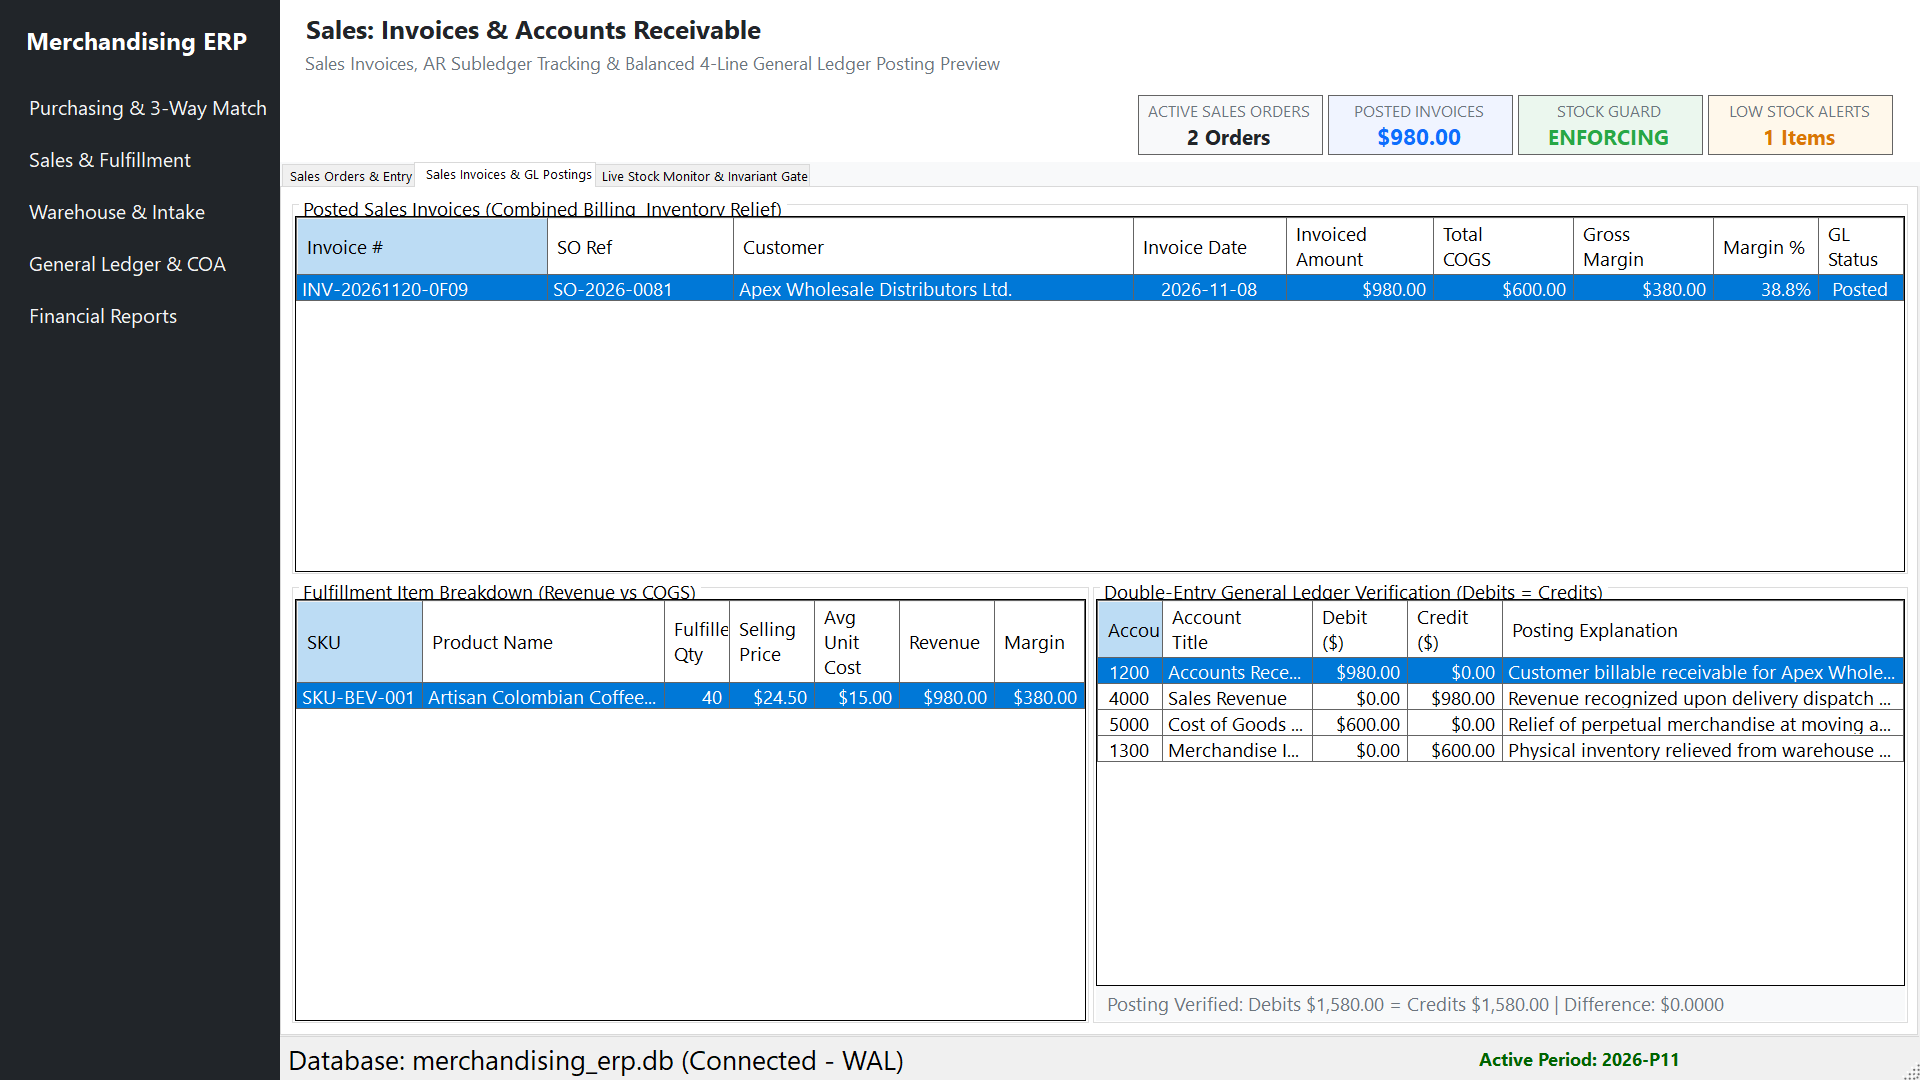 Merchandising ERP
Purchasing & 3-Way Match
Sales & Fulfillment
Warehouse & Intake
General Ledger & COA
Financial Reports
Sales: Invoices & Accounts Receivable
Sales Invoices, AR Subledger Tracking & Balanced 4-Line General Ledger Posting Preview
ACTIVE SALES ORDERS
2 Orders
POSTED INVOICES
$980.00
STOCK GUARD
ENFORCING
LOW STOCK ALERTS
1 Items
Sales Orders & Entry
Sales Invoices & GL Postings
Live Stock Monitor & Invariant Gate
Posted Sales Invoices (Combined Billing  Inventory Relief)
Invoice # SO Ref Customer Invoice Date Invoiced Amount Total COGS Gross Margin Margin % GL Status
INV-20261120-0F09 SO-2026-0081 Apex Wholesale Distributors Ltd. 2026-11-08 $980.00 $600.00 $380.00 38.8% Posted
Fulfillment Item Breakdown (Revenue vs COGS)
SKU Product Name Fulfille Qty Selling Price Avg Unit Cost Revenue Margin
SKU-BEV-001 Artisan Colombian Coffee... 40 $24.50 $15.00 $980.00 $380.00
Double-Entry General Ledger Verification (Debits = Credits)
Accou Account Title Debit ($) Credit ($) Posting Explanation
1200 Accounts Rece... $980.00 $0.00 Customer billable receivable for Apex Whole...
4000 Sales Revenue $0.00 $980.00 Revenue recognized upon delivery dispatch ...
5000 Cost of Goods ... $600.00 $0.00 Relief of perpetual merchandise at moving a...
1300 Merchandise I... $0.00 $600.00 Physical inventory relieved from warehouse ...
Posting Verified: Debits $1,580.00 = Credits $1,580.00 | Difference: $0.0000
Database: merchandising_erp.db (Connected - WAL)
Active Period: 2026-P11